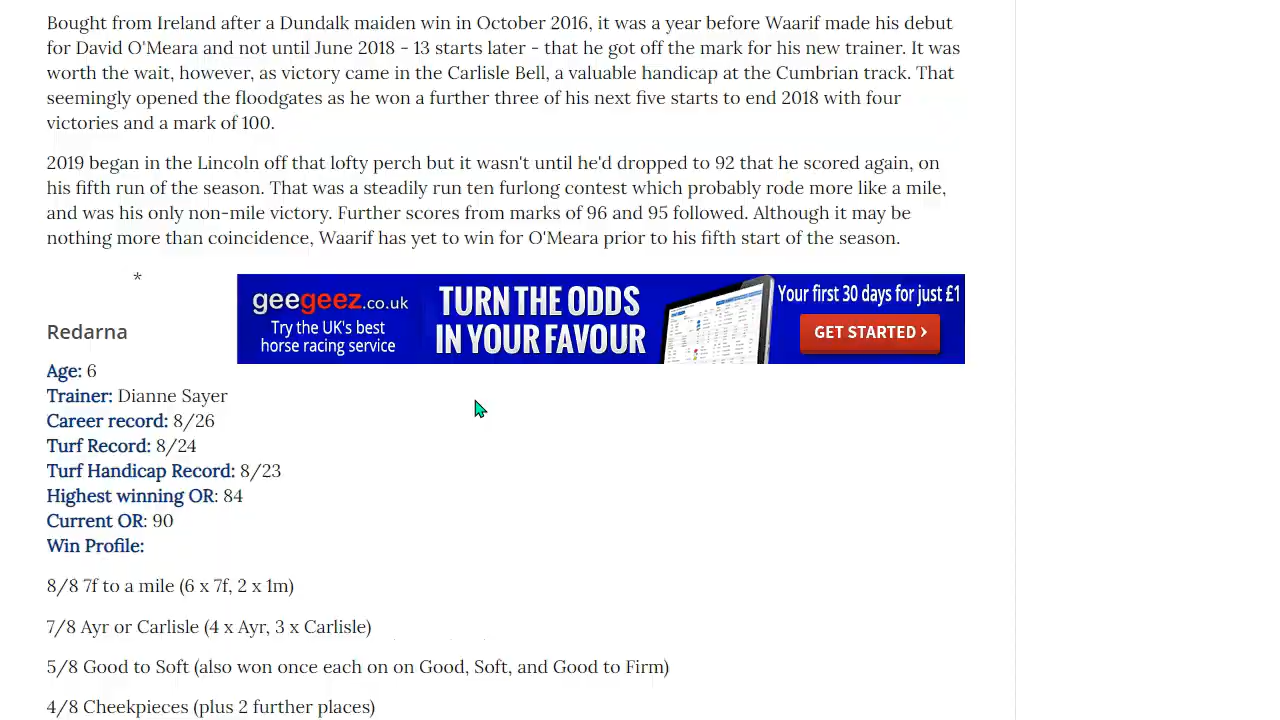 Bought from Ireland after a Dundalk maiden win in October 2016, it was a year before Waarif made his debut
for David O'Meara and not until June 2018 - 13 starts later - that he got off the mark for his new trainer. It was
worth the wait, however, as victory came in the Carlisle Bell, a valuable handicap at the Cumbrian track. That
seemingly opened the floodgates as he won a further three of his next five starts to end 2018 with four
victories and a mark of 100.
2019 began in the Lincoln off that lofty perch but it wasn't until he'd dropped to 92 that he scored again, on
his fifth run of the season. That was a steadily run ten furlong contest which probably rode more like a mile,
and was his only non-mile victory. Further scores from marks of 96 and 95 followed. Although it may be
nothing more than coincidence, Waarif has yet to win for O'Meara prior to his fifth start of the season.
*
geegeez.co.uk
Try the UK's best
horse racing service
TURN THE ODDS
IN YOUR FAVOUR
Your first 30 days for just £1
GET STARTED ›
Redarna
Age: 6
Trainer: Dianne Sayer
Career record: 8/26
Turf Record: 8/24
Turf Handicap Record: 8/23
Highest winning OR: 84
Current OR: 90
Win Profile:
8/8 7f to a mile (6 x 7f, 2 x 1m)
7/8 Ayr or Carlisle (4 x Ayr, 3 x Carlisle)
5/8 Good to Soft (also won once each on on Good, Soft, and Good to Firm)
4/8 Cheekpieces (plus 2 further places)